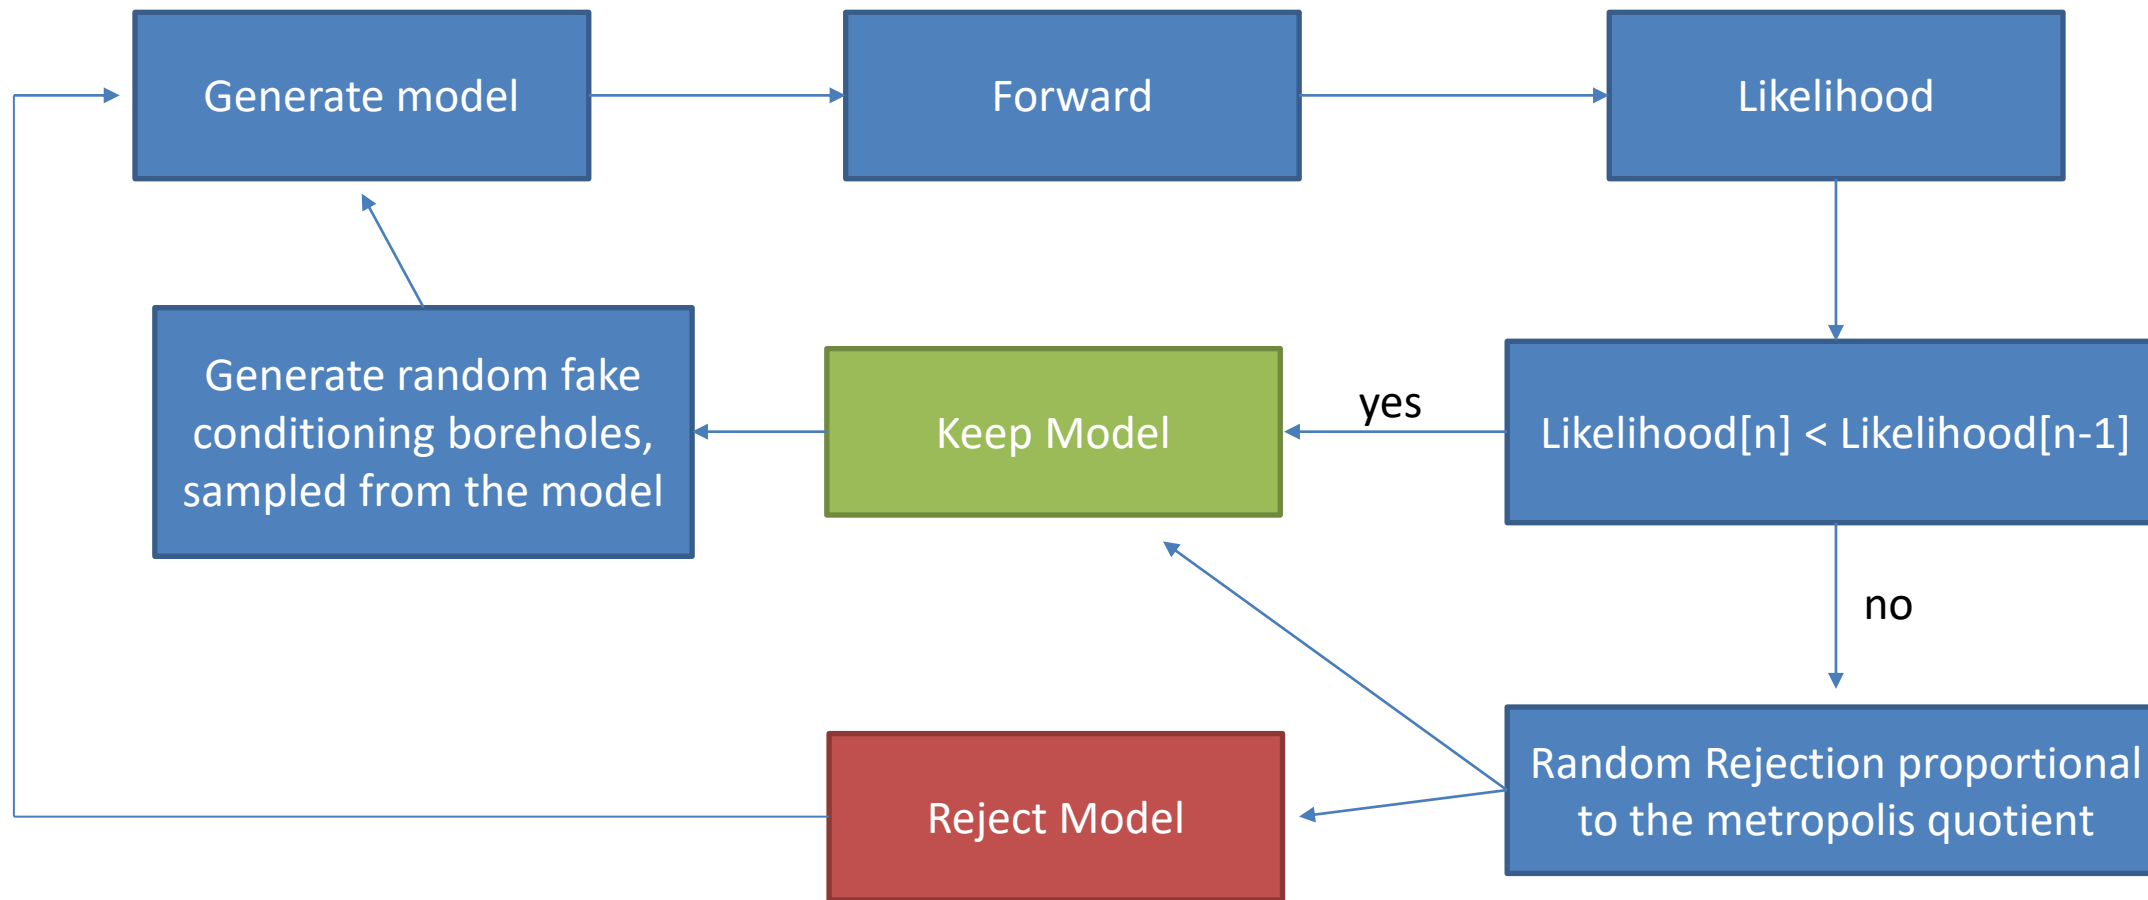 Generate model
Forward
Likelihood
Generate random fake
conditioning boreholes,
sampled from the model
Keep Model
yes
Likelihood[n] < Likelihood[n-1]
no
Reject Model
Random Rejection proportional
to the metropolis quotient